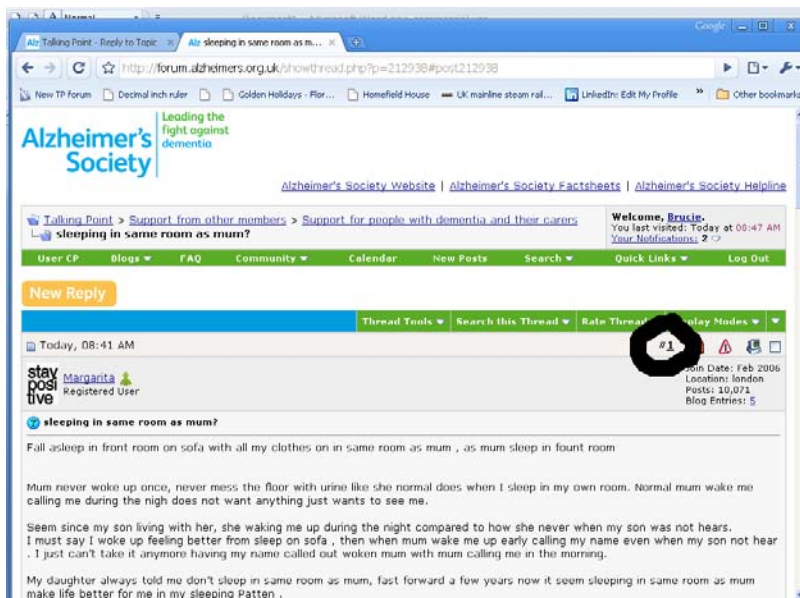 Normal
Google
Talking Point - Reply to Topic
Alz sleeping in same room as m...
http://forum.alzheimers.org.uk/showthread.php?p=212938#post212938
New TP forum Decimal inch ruler Golden Holidays - Flor... Homefield House UK mainline steam rail... LinkedIn: Edit My Profile » Other bookmarks
Alzheimer's Society
Leading the
fight against
dementia
Alzheimer's Society Website | Alzheimer's Society Factsheets | Alzheimer's Society Helpline
Talking Point > Support from other members > Support for people with dementia and their carers
sleeping in same room as mum?
Welcome, Brucie.
You last visited: Today at 08:47 AM
Your Notifications: 2
User CP Blogs FAQ Community Calendar New Posts Search Quick Links Log Out
New Reply
Thread Tools Search this Thread Rate Thread Display Modes
Today, 08:41 AM
#1
stay
posi
tive
Margarita
Registered User
Join Date: Feb 2006
Location: london
Posts: 10,071
Blog Entries: 5
sleeping in same room as mum?
Fall asleep in front room on sofa with all my clothes on in same room as mum , as mum sleep in fount room
Mum never woke up once, never mess the floor with urine like she normal does when I sleep in my own room. Normal mum wake me
calling me during the nigh does not want anything just wants to see me.
Seem since my son living with her, she waking me up during the night compared to how she never when my son was not hears.
I must say I woke up feeling better from sleep on sofa , then when mum wake me up early calling my name even when my son not hear
. I just can't take it anymore having my name called out woken mum with mum calling me in the morning.
My daughter always told me don't sleep in same room as mum, fast forward a few years now it seem sleeping in same room as mum
make life better for me in my sleeping Patten .